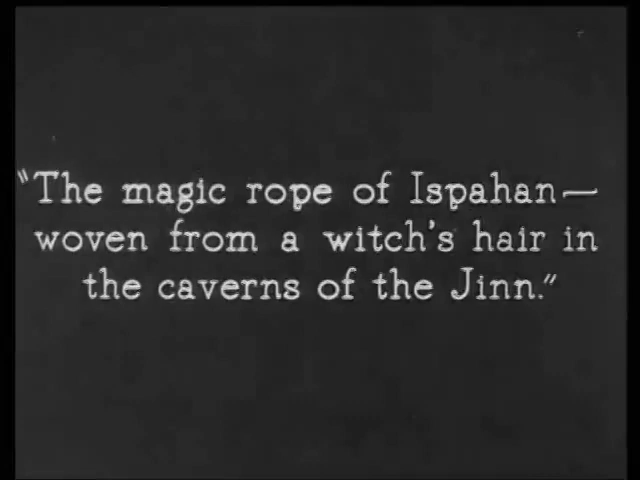 "The magic rope of Ispahan—
woven from a witch's hair in
the caverns of the Jinn."